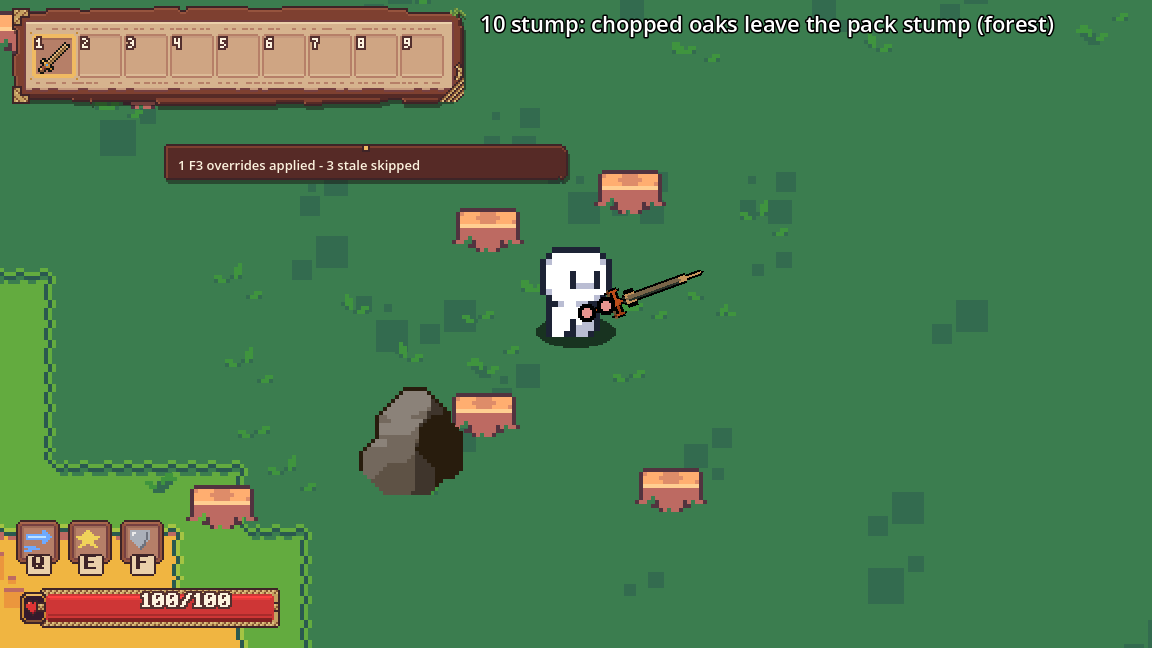 10 stump: chopped oaks leave the pack stump (forest)
1 2 3 4 5 6 7 8 9
1 F3 overrides applied - 3 stale skipped
Q E F
100/100